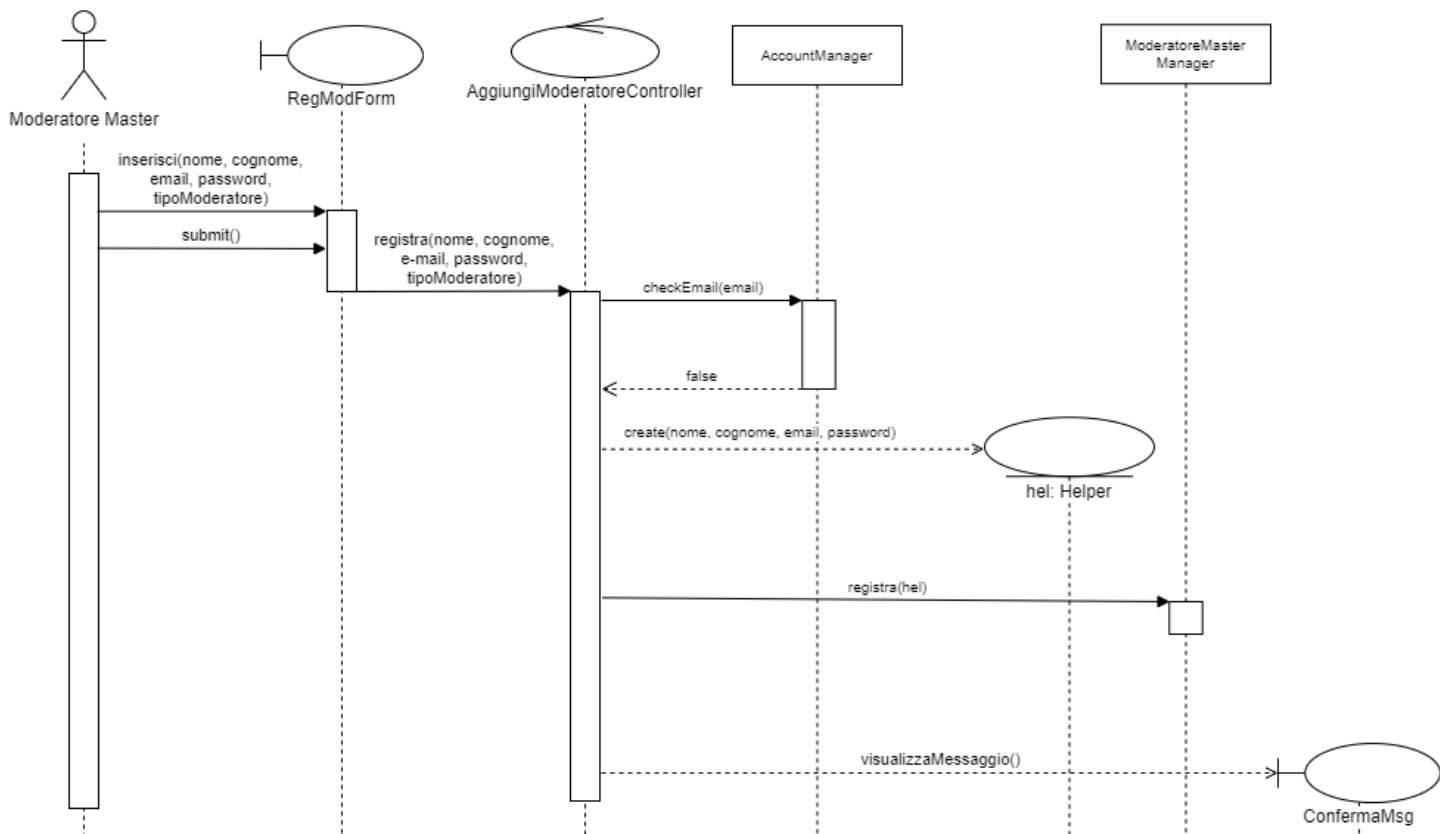 Moderatore Master
RegModForm
AggiungiModeratoreController
AccountManager
ModeratoreMaster
Manager
inserisci(nome, cognome,
email, password,
tipoModeratore)
submit()
registra(nome, cognome,
e-mail, password,
tipoModeratore)
checkEmail(email)
false
create(nome, cognome, email, password)
hel: Helper
registra(hel)
visualizzaMessaggio()
ConfermaMsg